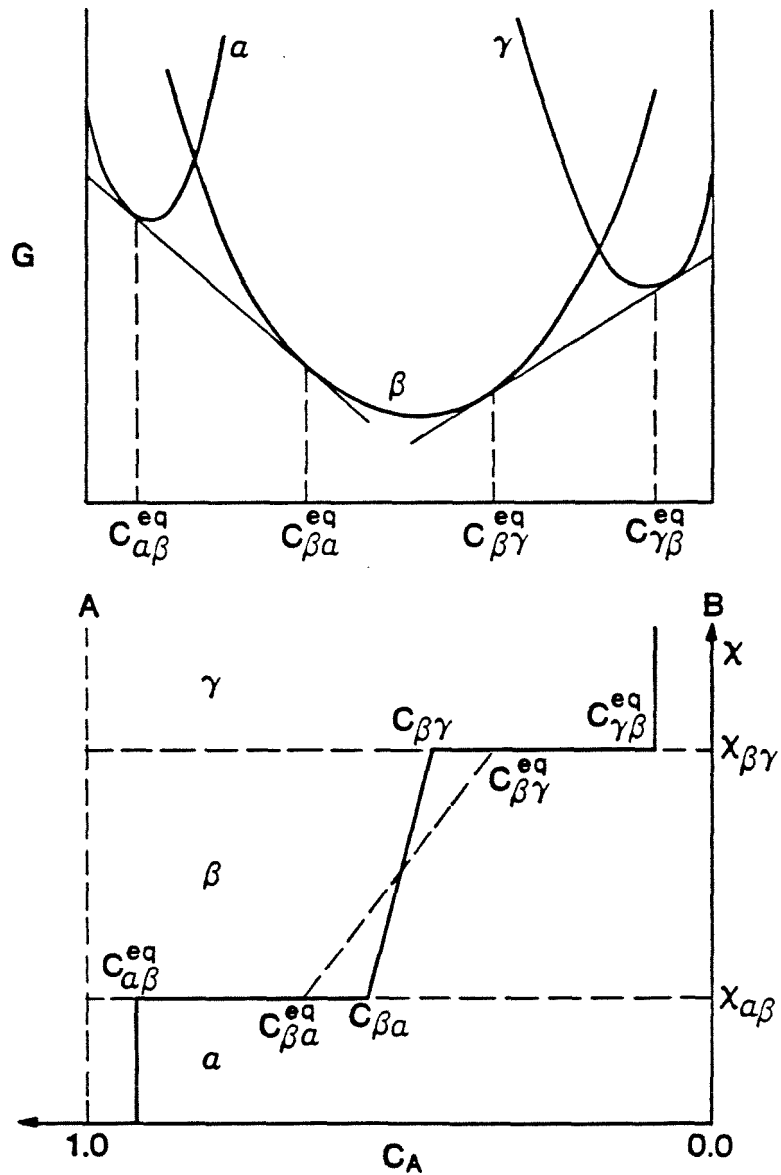 α
γ
G
β
C^eq_αβ C^eq_βα C^eq_βγ C^eq_γβ
A B
χ
γ
C_βγ C^eq_γβ
χ_βγ
C^eq_βγ
β
C^eq_αβ
χ_αβ
C^eq_βα C_βα
α
1.0 C_A 0.0